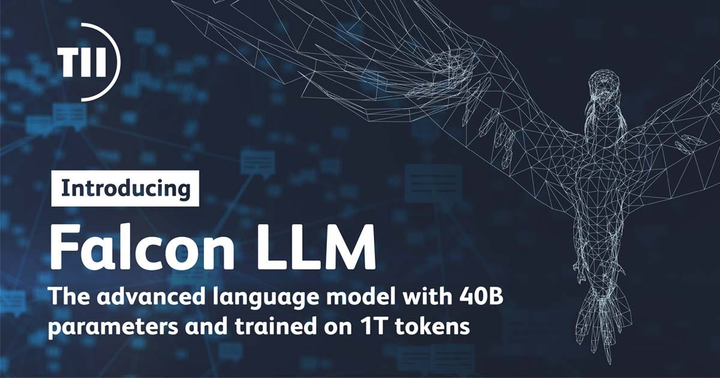 TII
Introducing
Falcon LLM
The advanced language model with 40B
parameters and trained on 1T tokens